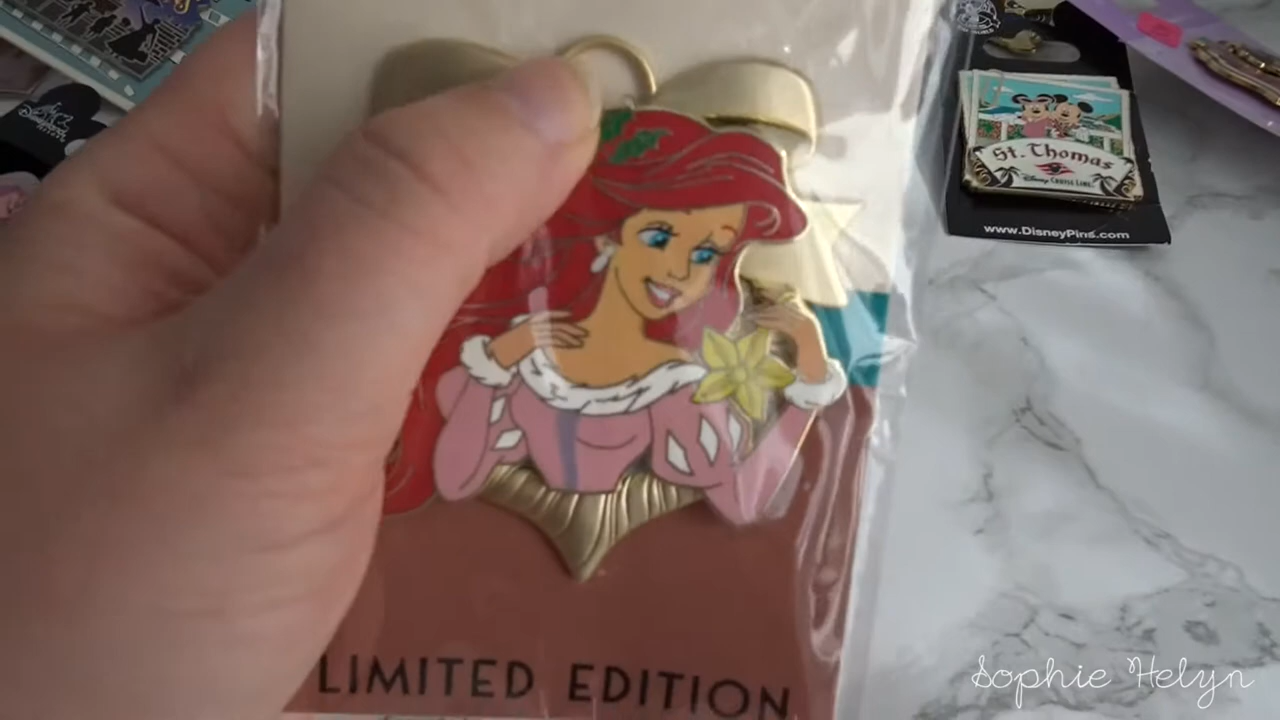 St. Thomas
Disney CRUISE LINE
www.DisneyPins.com
LIMITED EDITION
Sophie Helyn